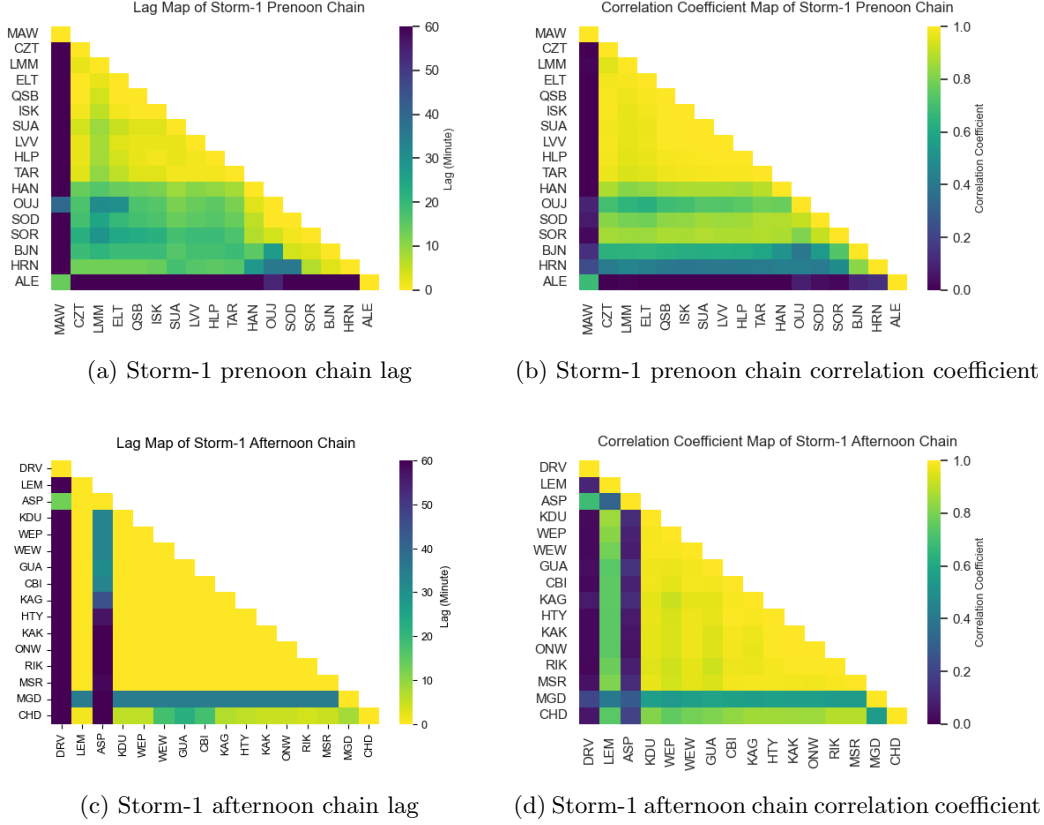 Lag Map of Storm-1 Prenoon Chain
MAW
CZT
LMM
ELT
QSB
ISK
SUA
LVV
HLP
TAR
HAN
OUJ
SOD
SOR
BJN
HRN
ALE
MAW CZT LMM ELT QSB ISK SUA LVV HLP TAR HAN OUJ SOD SOR BJN HRN ALE
60
50
40
30
20
10
0
Lag (Minute)
(a) Storm-1 prenoon chain lag
Correlation Coefficient Map of Storm-1 Prenoon Chain
MAW
CZT
LMM
ELT
QSB
ISK
SUA
LVV
HLP
TAR
HAN
OUJ
SOD
SOR
BJN
HRN
ALE
MAW CZT LMM ELT QSB ISK SUA LVV HLP TAR HAN OUJ SOD SOR BJN HRN ALE
1.0
0.8
0.6
0.4
0.2
0.0
Correlation Coefficient
(b) Storm-1 prenoon chain correlation coefficient
Lag Map of Storm-1 Afternoon Chain
DRV
LEM
ASP
KDU
WEP
WEW
GUA
CBI
KAG
HTY
KAK
ONW
RIK
MSR
MGD
CHD
DRV LEM ASP KDU WEP WEW GUA CBI KAG HTY KAK ONW RIK MSR MGD CHD
60
50
40
30
20
10
0
Lag (Minute)
(c) Storm-1 afternoon chain lag
Correlation Coefficient Map of Storm-1 Afternoon Chain
DRV
LEM
ASP
KDU
WEP
WEW
GUA
CBI
KAG
HTY
KAK
ONW
RIK
MSR
MGD
CHD
DRV LEM ASP KDU WEP WEW GUA CBI KAG HTY KAK ONW RIK MSR MGD CHD
1.0
0.8
0.6
0.4
0.2
0.0
Correlation Coefficient
(d) Storm-1 afternoon chain correlation coefficient